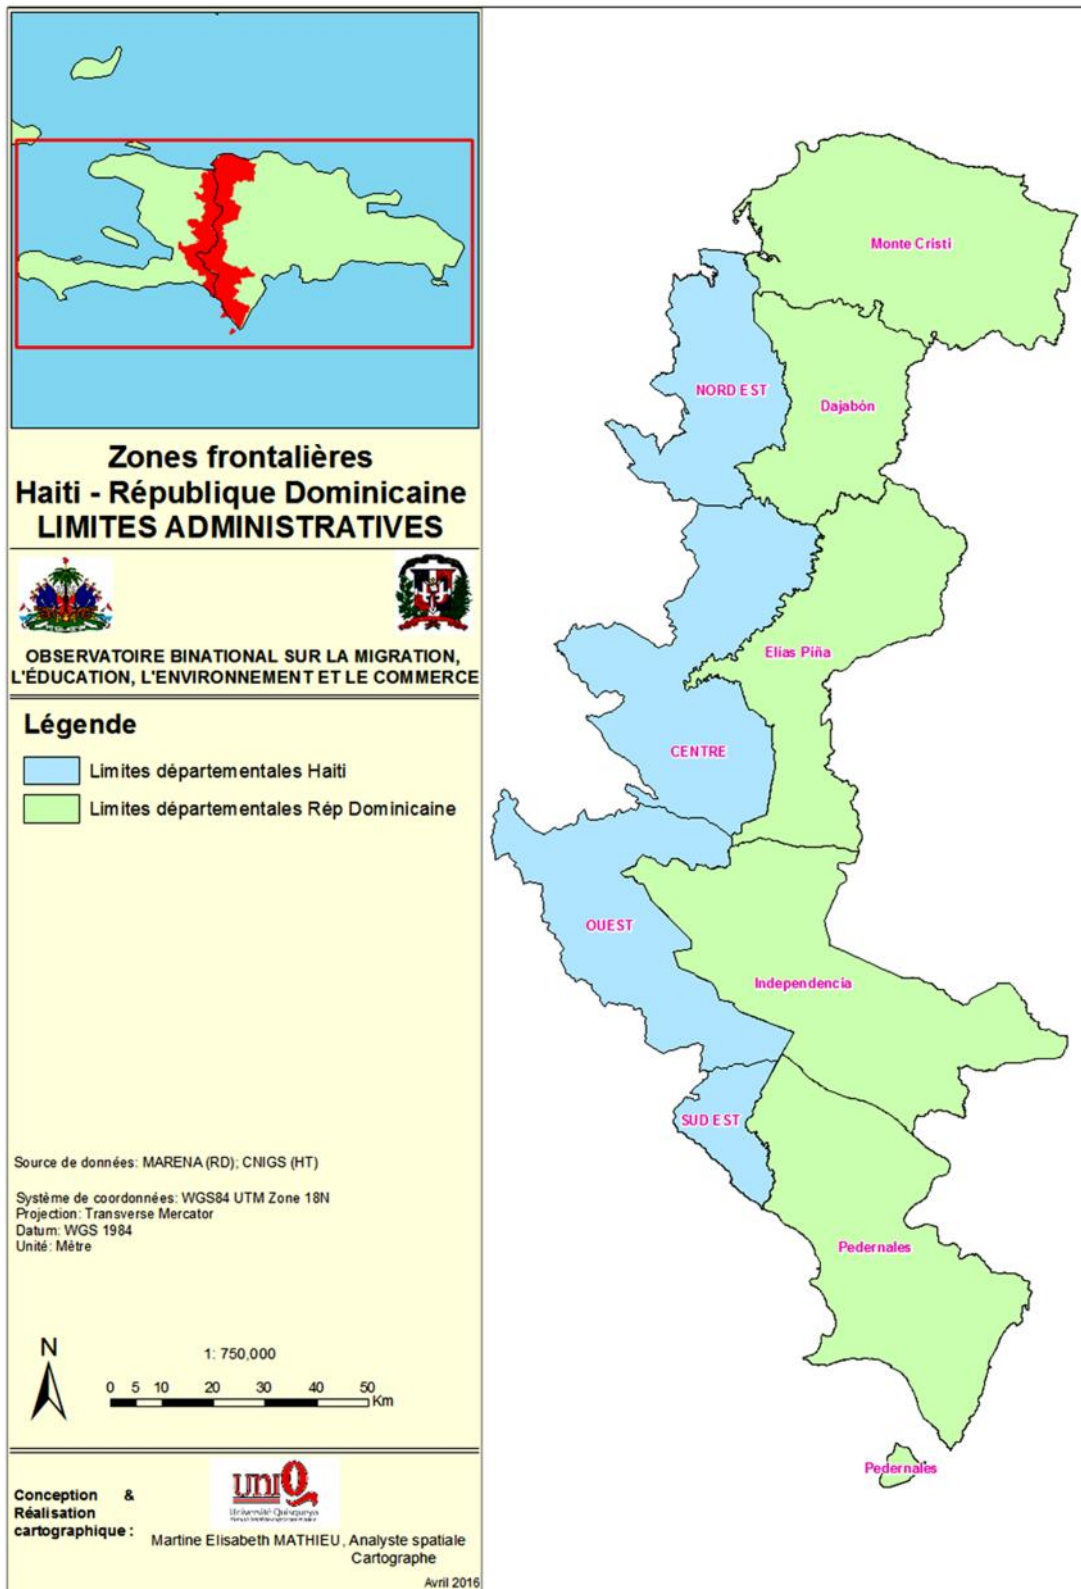 Zones frontalières
Haiti - République Dominicaine
LIMITES ADMINISTRATIVES
OBSERVATOIRE BINATIONAL SUR LA MIGRATION,
L'ÉDUCATION, L'ENVIRONNEMENT ET LE COMMERCE
Légende
Limites départementales Haiti
Limites départementales Rép Dominicaine
Source de données: MARENA (RD); CNIGS (HT)
Système de coordonnées: WGS84 UTM Zone 18N
Projection: Transverse Mercator
Datum: WGS 1984
Unité: Mètre
N
1: 750,000
0 5 10 20 30 40 50
Km
Conception &
Réalisation
cartographique :
uniQ
Université Quisqueya
Martine Elisabeth MATHIEU, Analyste spatiale
Cartographe
Avril 2016
Monte Cristi
NORD EST
Dajabón
Elías Piña
CENTRE
OUEST
Independencia
SUD EST
Pedernales
Pedernales